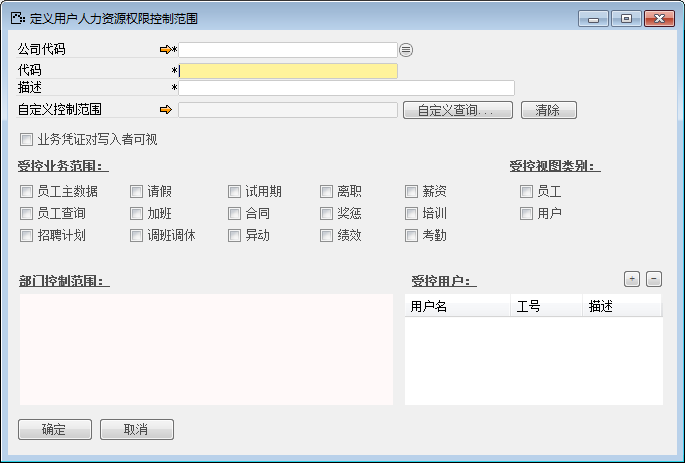 定义用户人力资源权限控制范围
公司代码 *
代码 *
描述 *
自定义控制范围 自定义查询... 清除
业务凭证对写入者可视
受控业务范围: 受控视图类别:
员工主数据 请假 试用期 离职 薪资 员工
员工查询 加班 合同 奖惩 培训 用户
招聘计划 调班调休 异动 绩效 考勤
部门控制范围: 受控用户: + -
用户名 工号 描述
确定 取消